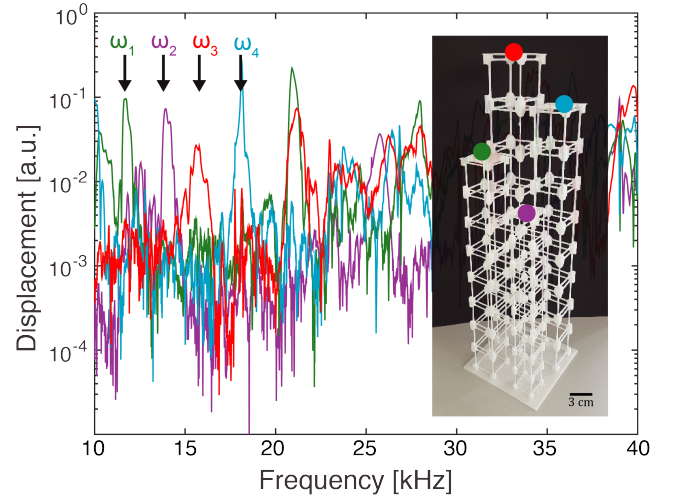 ω1 ω2 ω3 ω4
Displacement [a.u.]
10-1
10-2
10-3
10-4
3 cm
10 15 20 25 30 35 40
Frequency [kHz]